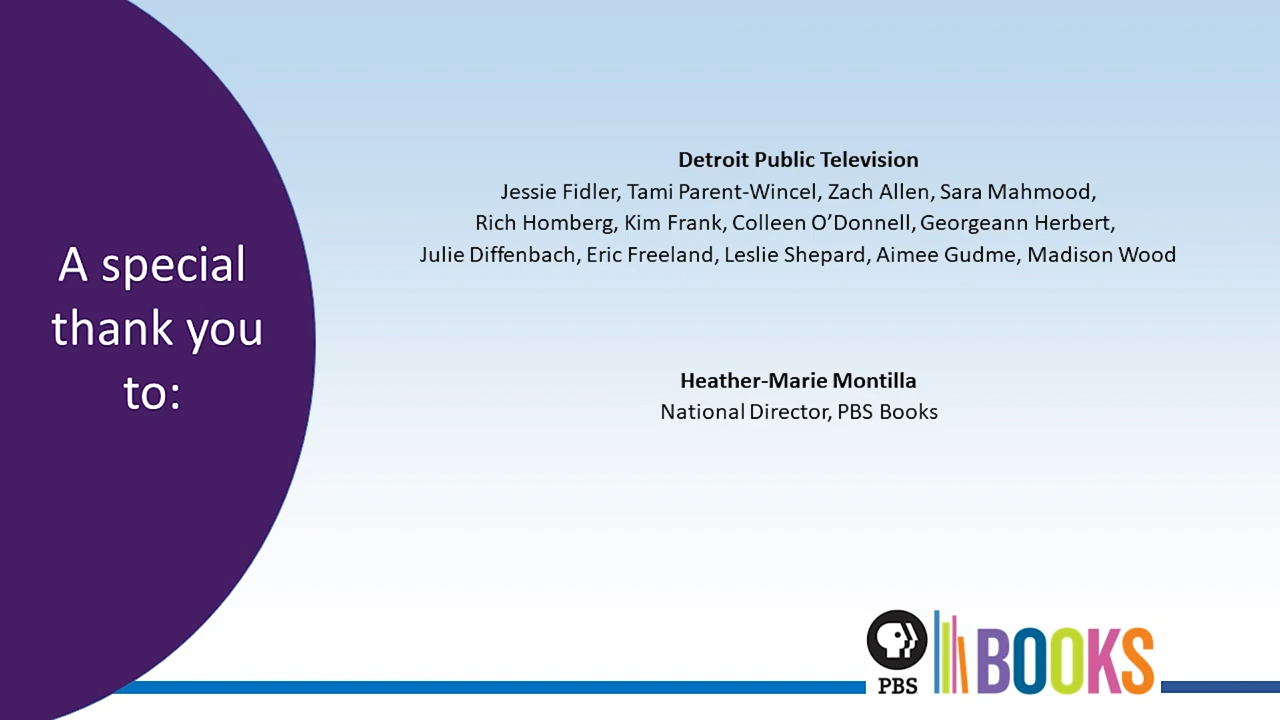 A special
thank you
to:
Detroit Public Television
Jessie Fidler, Tami Parent-Wincel, Zach Allen, Sara Mahmood,
Rich Homberg, Kim Frank, Colleen O’Donnell, Georgeann Herbert,
Julie Diffenbach, Eric Freeland, Leslie Shepard, Aimee Gudme, Madison Wood
Heather-Marie Montilla
National Director, PBS Books
PBS
BOOKS